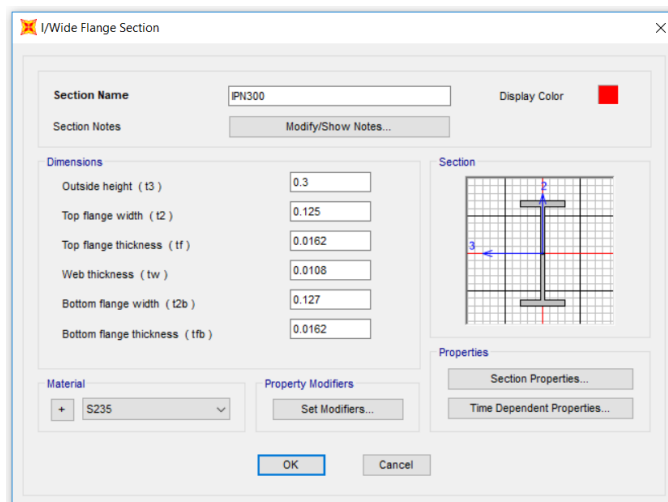 I/Wide Flange Section
Section Name
IPN300
Display Color
Section Notes
Modify/Show Notes...
Dimensions
Outside height ( t3 )
0.3
Top flange width ( t2 )
0.125
Top flange thickness ( tf )
0.0162
Web thickness ( tw )
0.0108
Bottom flange width ( t2b )
0.127
Bottom flange thickness ( tfb )
0.0162
Section
2
3
Material
+
S235
Property Modifiers
Set Modifiers...
Properties
Section Properties...
Time Dependent Properties...
OK
Cancel